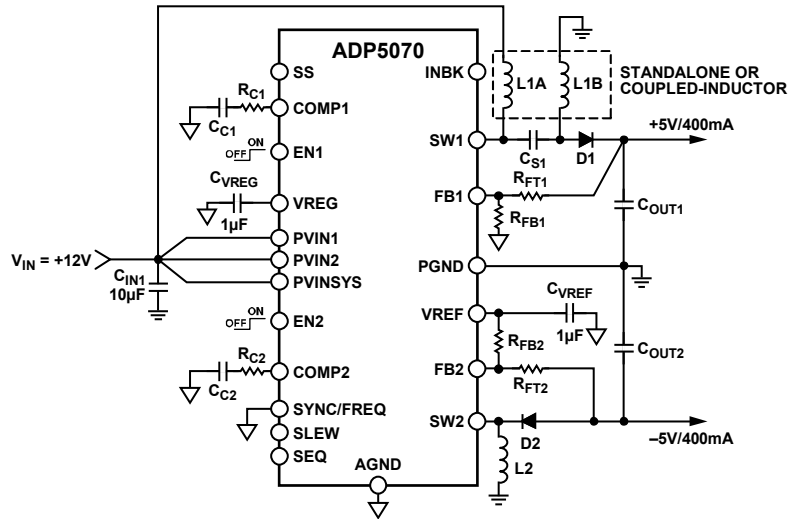 ADP5070
SS
INBK
L1A
L1B
STANDALONE OR
COUPLED-INDUCTOR
RC1
CC1
COMP1
SW1
CS1
D1
+5V/400mA
ON
OFF
EN1
CVREG
1µF
VREG
FB1
RFT1
RFB1
COUT1
PVIN1
VIN = +12V
PVIN2
CIN1
10µF
PVINSYS
PGND
ON
OFF
EN2
VREF
CVREF
1µF
RFB2
RC2
CC2
COMP2
FB2
RFT2
COUT2
SYNC/FREQ
SW2
D2
–5V/400mA
SLEW
SEQ
L2
AGND